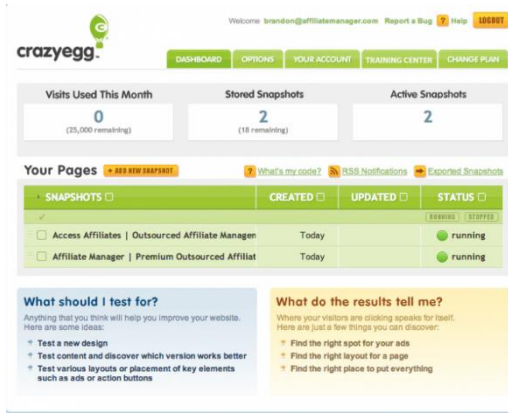 Welcome brandon@affiliatemanager.com Report a Bug ? Help LOGOUT
crazyegg
DASHBOARD OPTIONS YOUR ACCOUNT TRAINING CENTER CHANGE PLAN
Visits Used This Month Stored Snapshots Active Snapshots
0 2 2
(25,000 remaining) (18 remaining)
Your Pages + ADD NEW SNAPSHOT ? What's my code? RSS Notifications Exported Snapshots
SNAPSHOTS CREATED UPDATED STATUS
RUNNING STOPPED
Access Affiliates | Outsourced Affiliate Managen Today running
Affiliate Manager | Premium Outsourced Affiliat Today running
What should I test for?
Anything that you think will help you improve your website.
Here are some ideas:
Test a new design
Test content and discover which version works better
Test various layouts or placement of key elements
such as ads or action buttons
What do the results tell me?
Where your visitors are clicking speaks for itself.
Here are just a few things you can discover:
Find the right spot for your ads
Find the right layout for a page
Find the right place to put everything